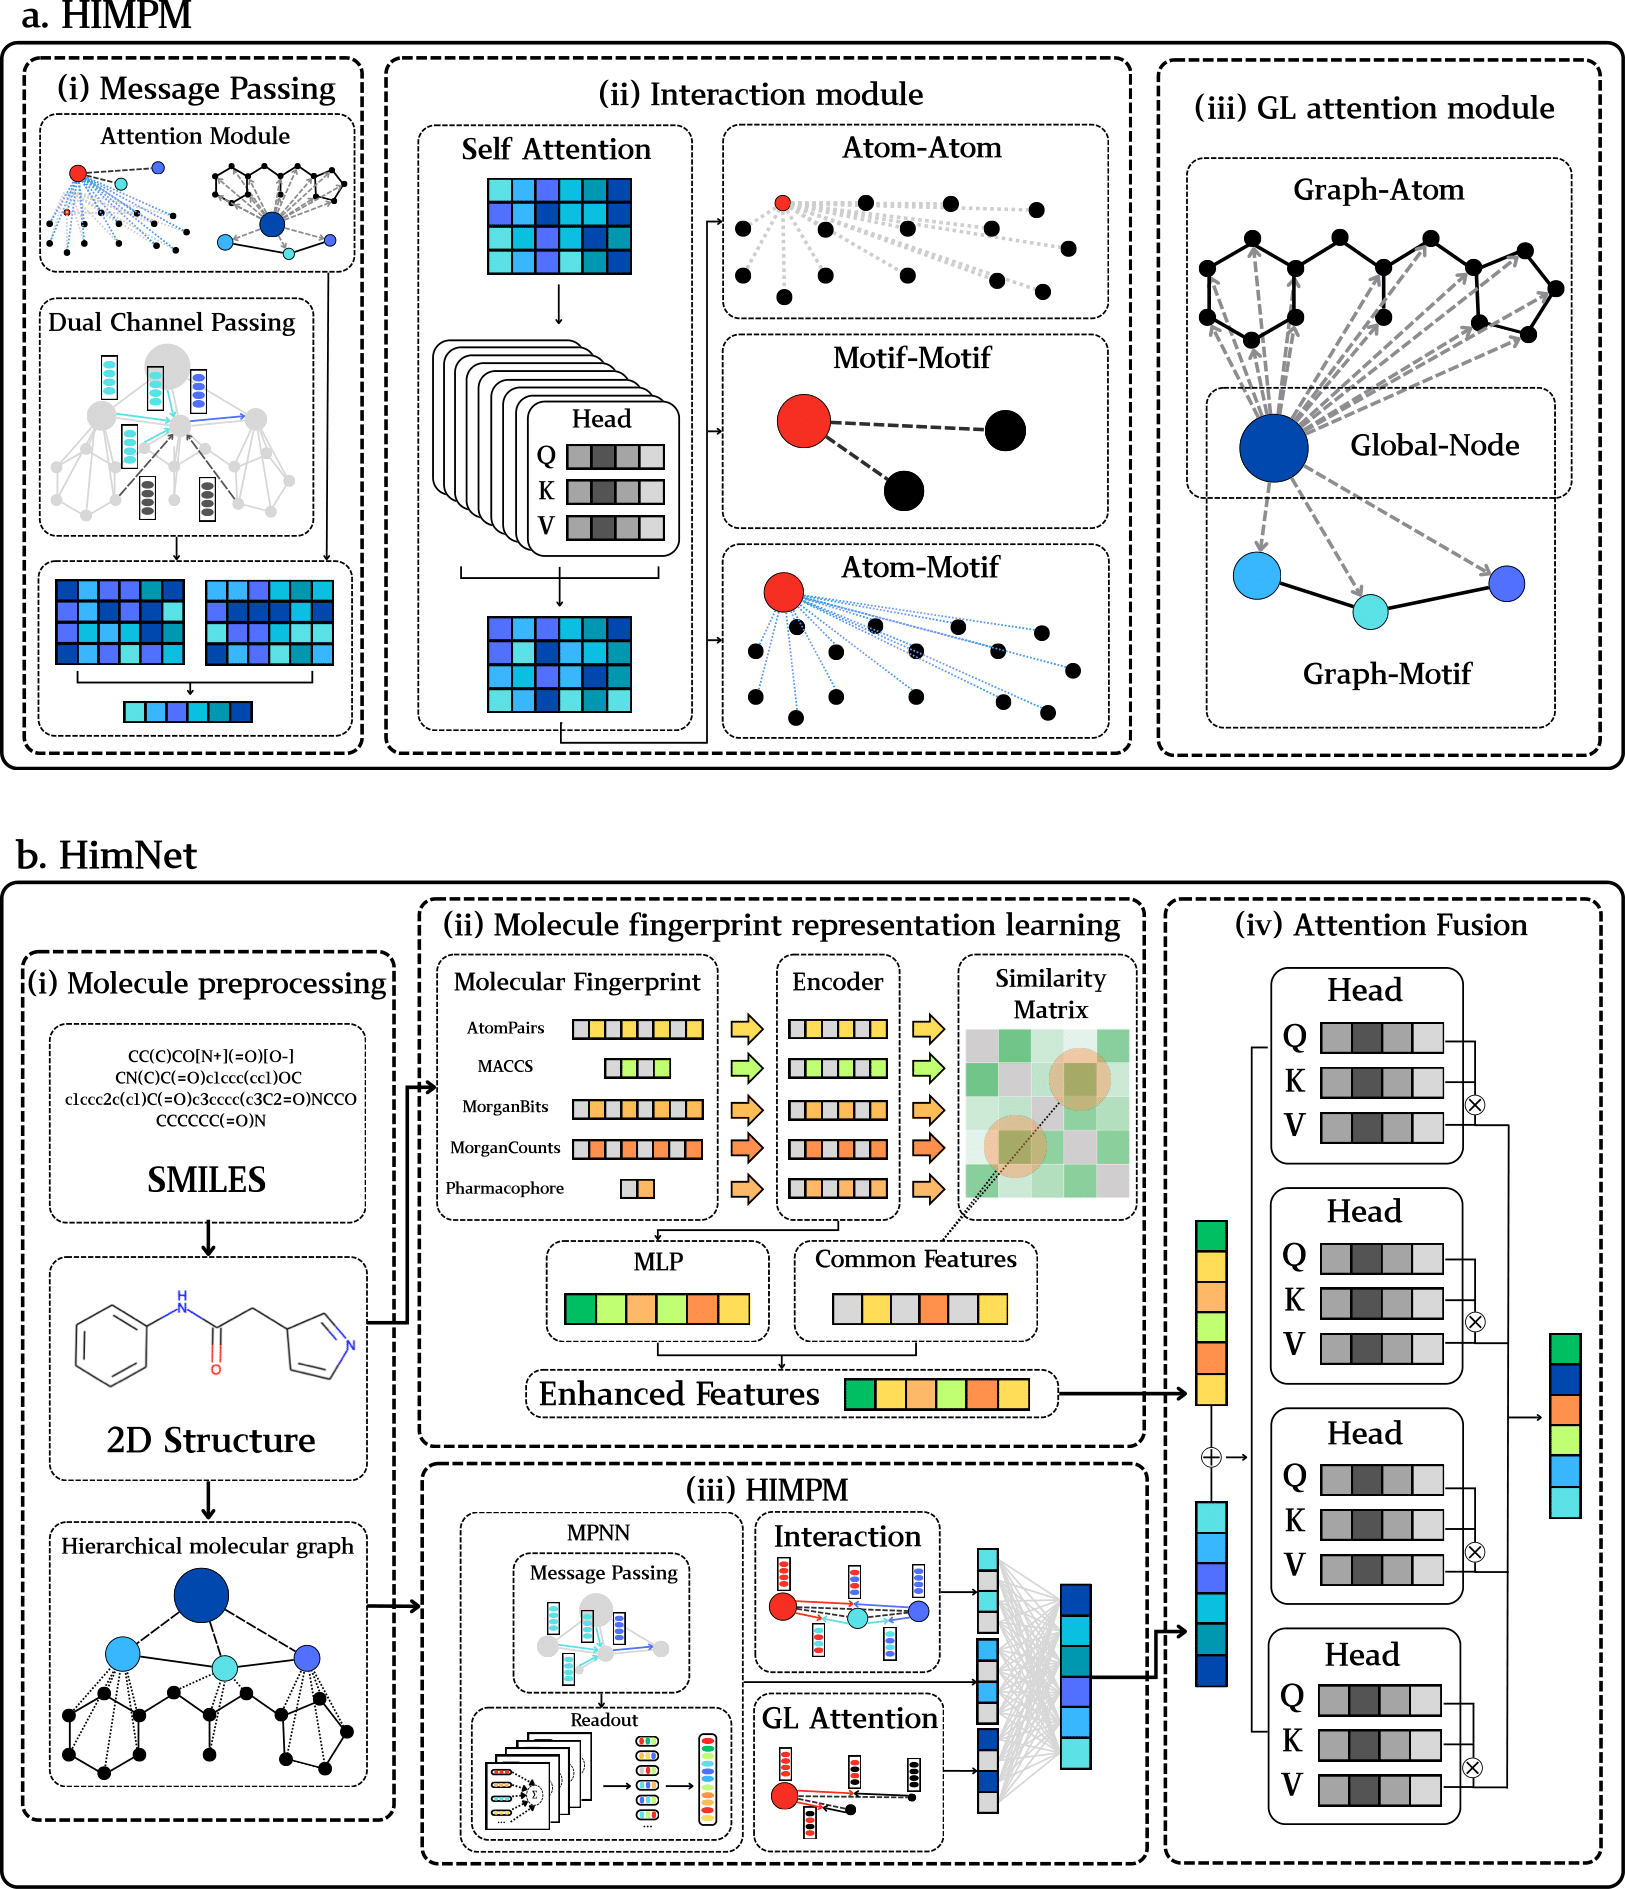 a. HIMPM
(i) Message Passing
Attention Module
Dual Channel Passing
(ii) Interaction module
Self Attention
Head
Q
K
V
Atom-Atom
Motif-Motif
Atom-Motif
(iii) GL attention module
Graph-Atom
Global-Node
Graph-Motif
b. HimNet
(i) Molecule preprocessing
CC(C)CO[N+](=O)[O-]
CN(C)C(=O)c1ccc(cc1)OC
c1ccc2c(c1)C(=O)c3cccc(c3C2=O)NCCO
CCCCCC(=O)N
SMILES
H
N
O
N
2D Structure
Hierarchical molecular graph
(ii) Molecule fingerprint representation learning
Molecular Fingerprint
AtomPairs
MACCS
MorganBits
MorganCounts
Pharmacophore
Encoder
Similarity
Matrix
MLP
Common Features
Enhanced Features
(iii) HIMPM
MPNN
Message Passing
Readout
Σ
...
...
Interaction
GL Attention
(iv) Attention Fusion
Head
Q
K
V
Head
Q
K
V
Head
Q
K
V
Head
Q
K
V